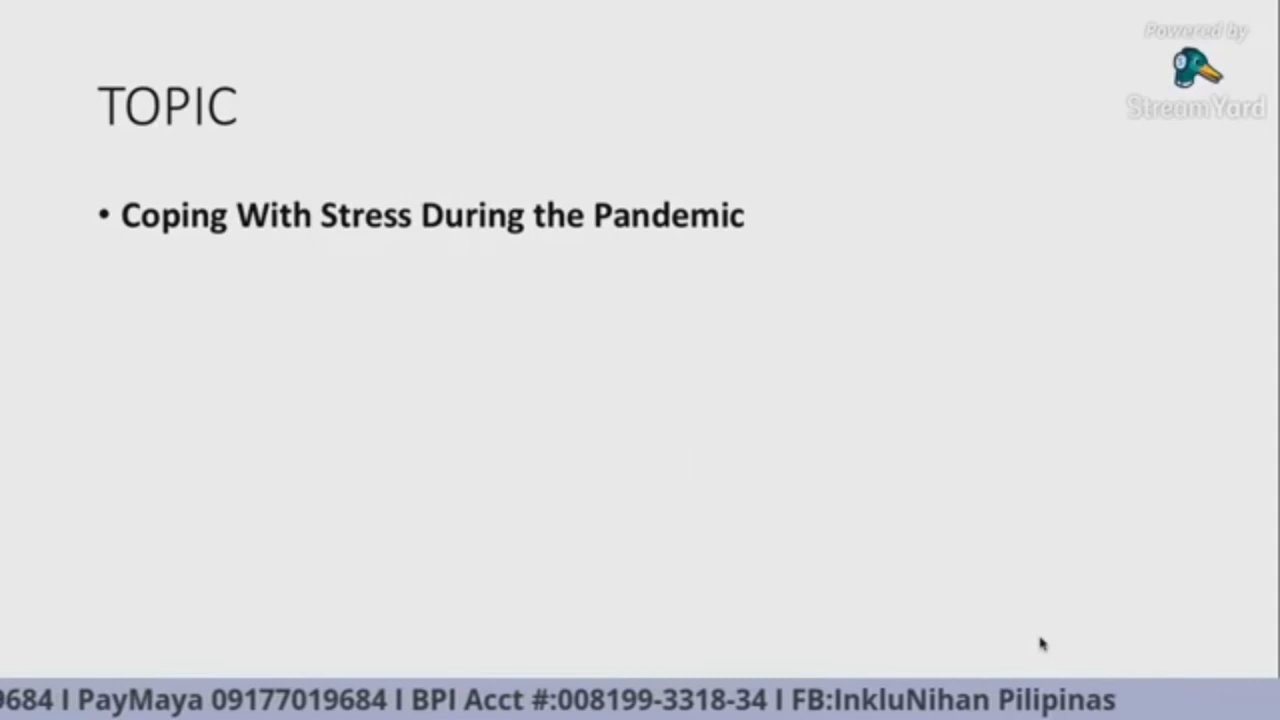 Powered by
StreamYard
TOPIC
• Coping With Stress During the Pandemic
9684 I PayMaya 09177019684 I BPI Acct #:008199-3318-34 I FB:InkluNihan Pilipinas